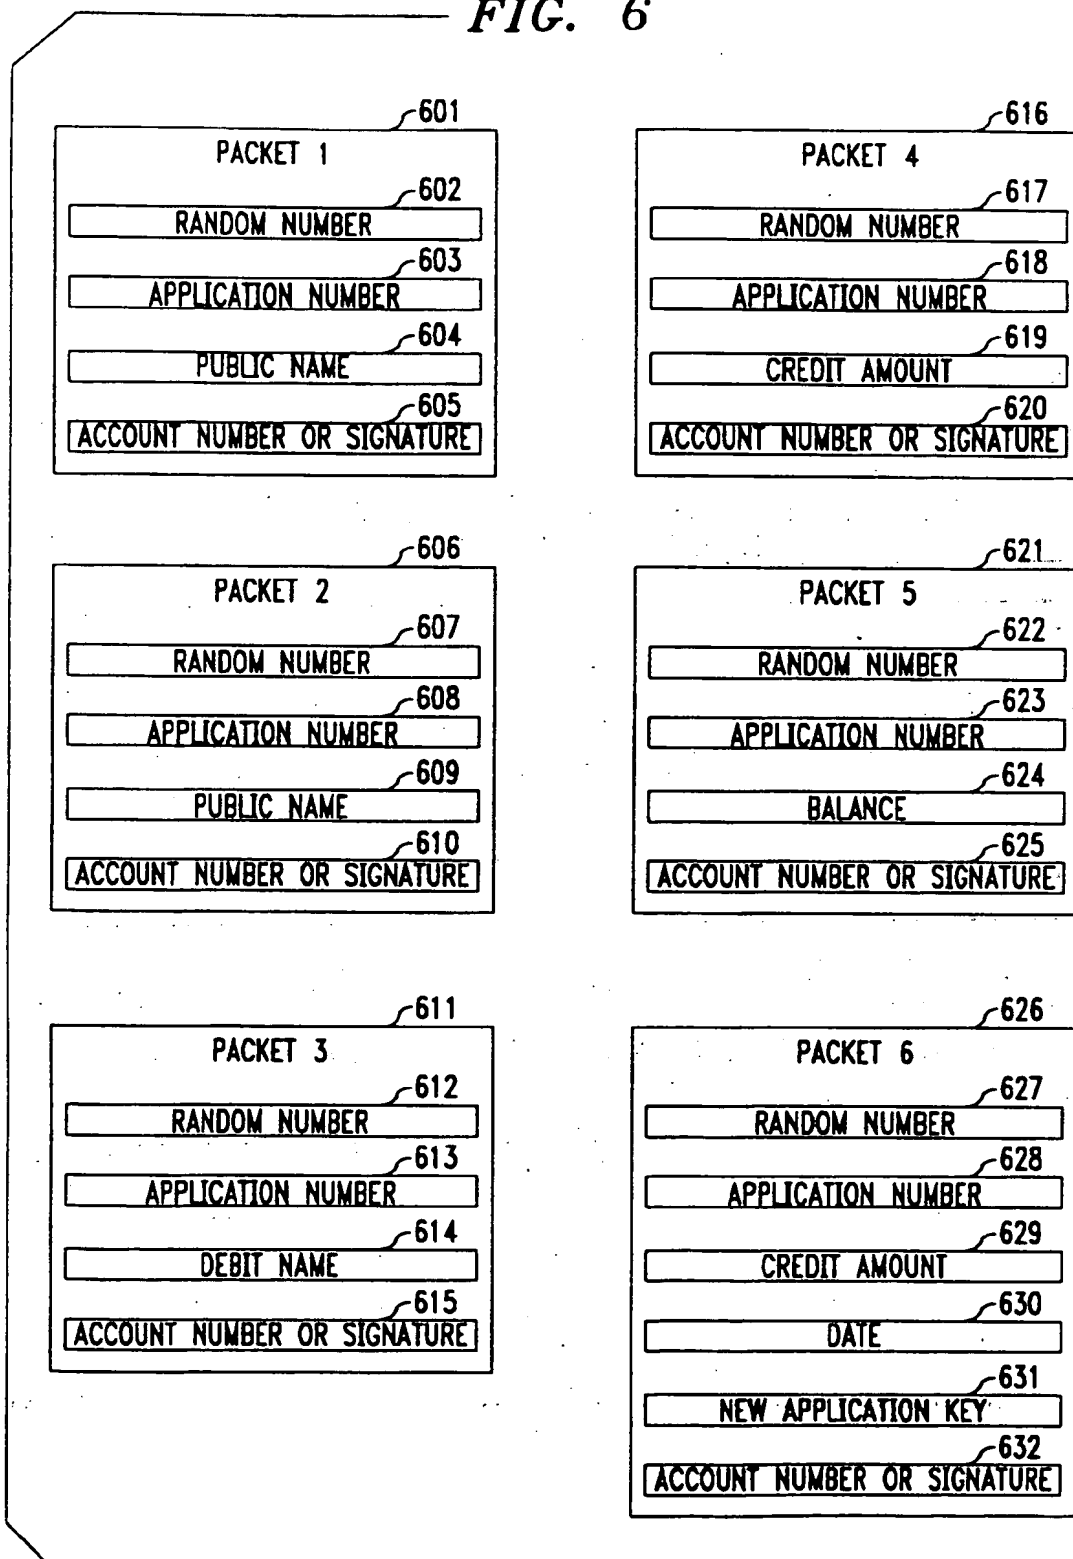 FIG. 6
601
PACKET 1
602
RANDOM NUMBER
603
APPLICATION NUMBER
604
PUBLIC NAME
605
ACCOUNT NUMBER OR SIGNATURE
606
PACKET 2
607
RANDOM NUMBER
608
APPLICATION NUMBER
609
PUBLIC NAME
610
ACCOUNT NUMBER OR SIGNATURE
611
PACKET 3
612
RANDOM NUMBER
613
APPLICATION NUMBER
614
DEBIT NAME
615
ACCOUNT NUMBER OR SIGNATURE
616
PACKET 4
617
RANDOM NUMBER
618
APPLICATION NUMBER
619
CREDIT AMOUNT
620
ACCOUNT NUMBER OR SIGNATURE
621
PACKET 5
622
RANDOM NUMBER
623
APPLICATION NUMBER
624
BALANCE
625
ACCOUNT NUMBER OR SIGNATURE
626
PACKET 6
627
RANDOM NUMBER
628
APPLICATION NUMBER
629
CREDIT AMOUNT
630
DATE
631
NEW APPLICATION KEY
632
ACCOUNT NUMBER OR SIGNATURE